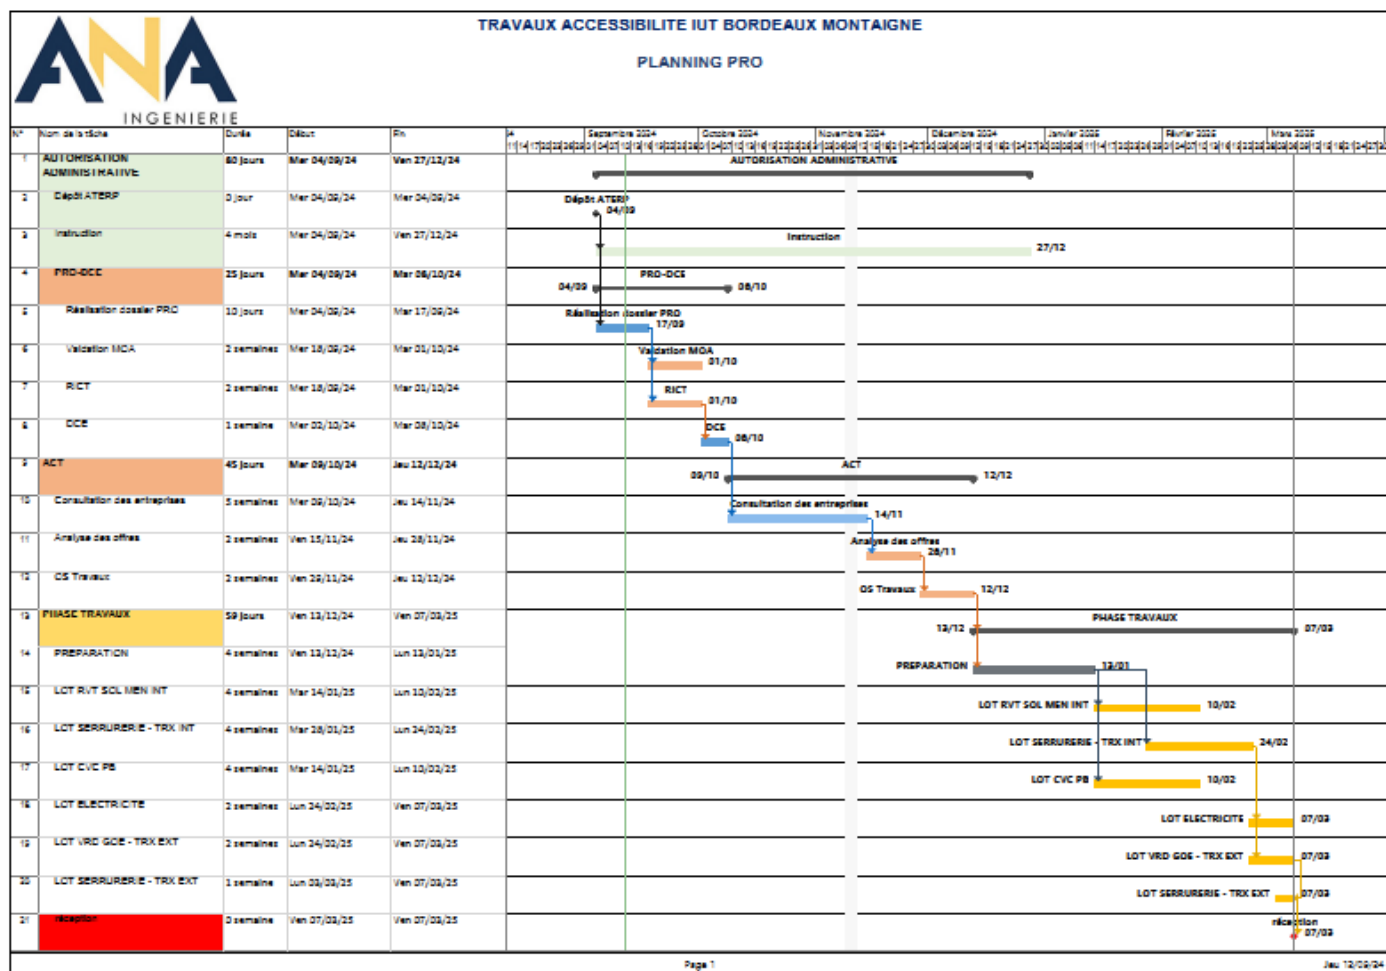 ANA
INGENIERIE
TRAVAUX ACCESSIBILITE IUT BORDEAUX MONTAIGNE
PLANNING PRO
N° Nom de la tâche Durée Début Fin Septembre 2024 Octobre 2024 Novembre 2024 Décembre 2024 Janvier 2025 Février 2025 Mars 2025
1 AUTORISATION ADMINISTRATIVE 80 jours Mer 04/09/24 Ven 27/12/24 AUTORISATION ADMINISTRATIVE
2 Dépôt ATERP 0 jour Mer 04/09/24 Mer 04/09/24 Dépôt ATERP 04/09
3 Instruction 4 mois Mer 04/09/24 Ven 27/12/24 Instruction 27/12
4 PRO-DCE 25 jours Mer 04/09/24 Mar 08/10/24 PRO-DCE 04/09 08/10
5 Réalisation dossier PRO 10 jours Mer 04/09/24 Mar 17/09/24 Réalisation dossier PRO 17/09
6 Validation MOA 2 semaines Mer 18/09/24 Mar 01/10/24 Validation MOA 01/10
7 RICT 2 semaines Mer 18/09/24 Mar 01/10/24 RICT 01/10
8 DCE 1 semaine Mer 02/10/24 Mar 08/10/24 DCE 08/10
9 ACT 45 jours Mer 09/10/24 Jeu 12/12/24 ACT 09/10 12/12
10 Consultation des entreprises 5 semaines Mer 09/10/24 Jeu 14/11/24 Consultation des entreprises 14/11
11 Analyse des offres 2 semaines Ven 15/11/24 Jeu 28/11/24 Analyse des offres 28/11
12 OS Travaux 2 semaines Ven 29/11/24 Jeu 12/12/24 OS Travaux 12/12
13 PHASE TRAVAUX 59 jours Ven 13/12/24 Ven 07/03/25 PHASE TRAVAUX 13/12 07/03
14 PREPARATION 4 semaines Ven 13/12/24 Lun 13/01/25 PREPARATION 13/01
15 LOT RVT SOL MEN INT 4 semaines Mar 14/01/25 Lun 10/02/25 LOT RVT SOL MEN INT 10/02
16 LOT SERRURERIE - TRX INT 4 semaines Mar 28/01/25 Lun 24/02/25 LOT SERRURERIE - TRX INT 24/02
17 LOT CVC PB 4 semaines Mar 14/01/25 Lun 10/02/25 LOT CVC PB 10/02
18 LOT ELECTRICITE 2 semaines Lun 24/02/25 Ven 07/03/25 LOT ELECTRICITE 07/03
19 LOT VRD GOE - TRX EXT 2 semaines Lun 24/02/25 Ven 07/03/25 LOT VRD GOE - TRX EXT 07/03
20 LOT SERRURERIE - TRX EXT 1 semaine Lun 03/03/25 Ven 07/03/25 LOT SERRURERIE - TRX EXT 07/03
21 réception 0 semaine Ven 07/03/25 Ven 07/03/25 réception 07/03
Page 1 Jeu 12/09/24